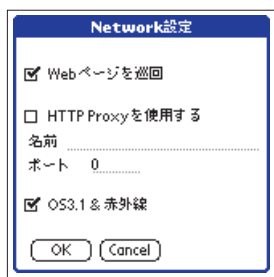 Network設定
Webページを巡回
HTTP Proxyを使用する
名前
ポート 0
OS3.1 & 赤外線
OK Cancel